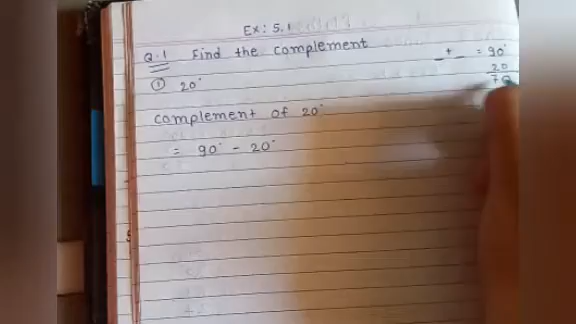 Ex: 5.1
Q.1 Find the complement
_ + _ = 90°
① 20°
20
70
complement of 20°
= 90° - 20°